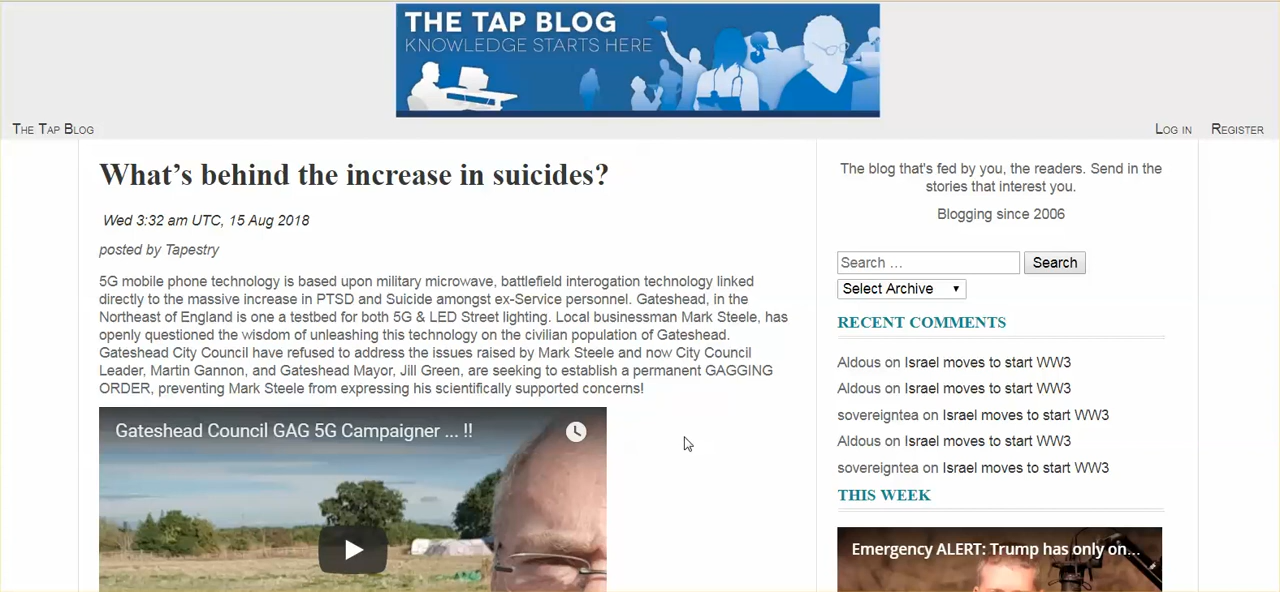 THE TAP BLOG
KNOWLEDGE STARTS HERE
The Tap Blog
Log in
Register
What’s behind the increase in suicides?
Wed 3:32 am UTC, 15 Aug 2018
posted by Tapestry
5G mobile phone technology is based upon military microwave, battlefield interogation technology linked
directly to the massive increase in PTSD and Suicide amongst ex-Service personnel. Gateshead, in the
Northeast of England is one a testbed for both 5G & LED Street lighting. Local businessman Mark Steele, has
openly questioned the wisdom of unleashing this technology on the civilian population of Gateshead.
Gateshead City Council have refused to address the issues raised by Mark Steele and now City Council
Leader, Martin Gannon, and Gateshead Mayor, Jill Green, are seeking to establish a permanent GAGGING
ORDER, preventing Mark Steele from expressing his scientifically supported concerns!
Gateshead Council GAG 5G Campaigner ... !!
The blog that's fed by you, the readers. Send in the
stories that interest you.
Blogging since 2006
Search …
Search
Select Archive
RECENT COMMENTS
Aldous on Israel moves to start WW3
Aldous on Israel moves to start WW3
sovereigntea on Israel moves to start WW3
Aldous on Israel moves to start WW3
sovereigntea on Israel moves to start WW3
THIS WEEK
Emergency ALERT: Trump has only on...